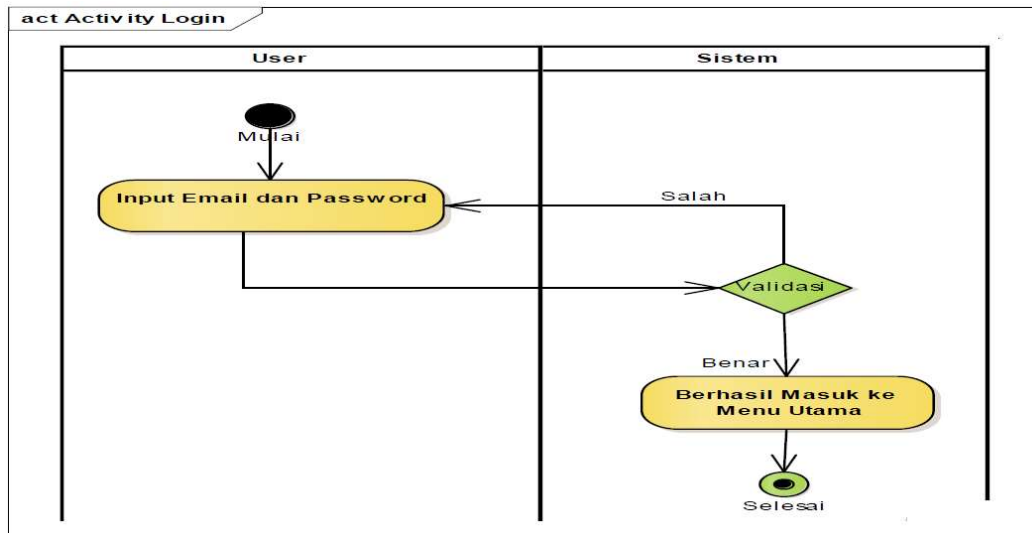 act Activity Login
User
Sistem
Mulai
Input Email dan Password
Salah
Validasi
Benar
Berhasil Masuk ke
Menu Utama
Selesai